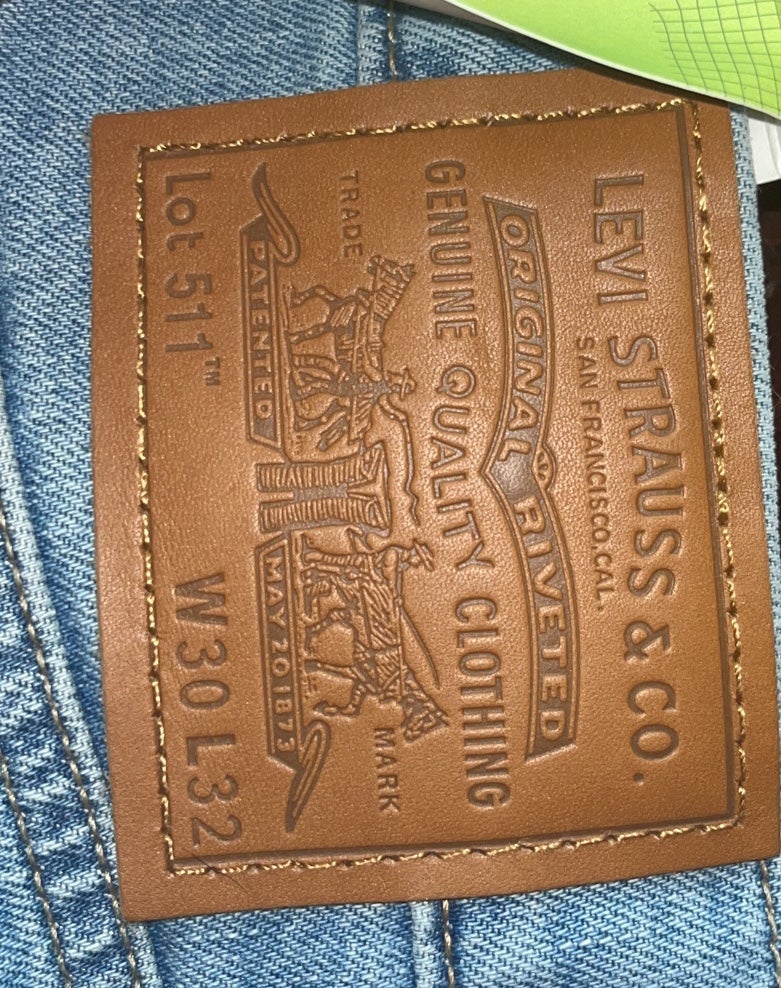 LEVI STRAUSS & CO.
SAN FRANCISCO, CAL.
ORIGINAL RIVETED
GENUINE QUALITY CLOTHING
TRADE MARK
PATENTED MAY 20 1873
Lot 511™ W30 L32